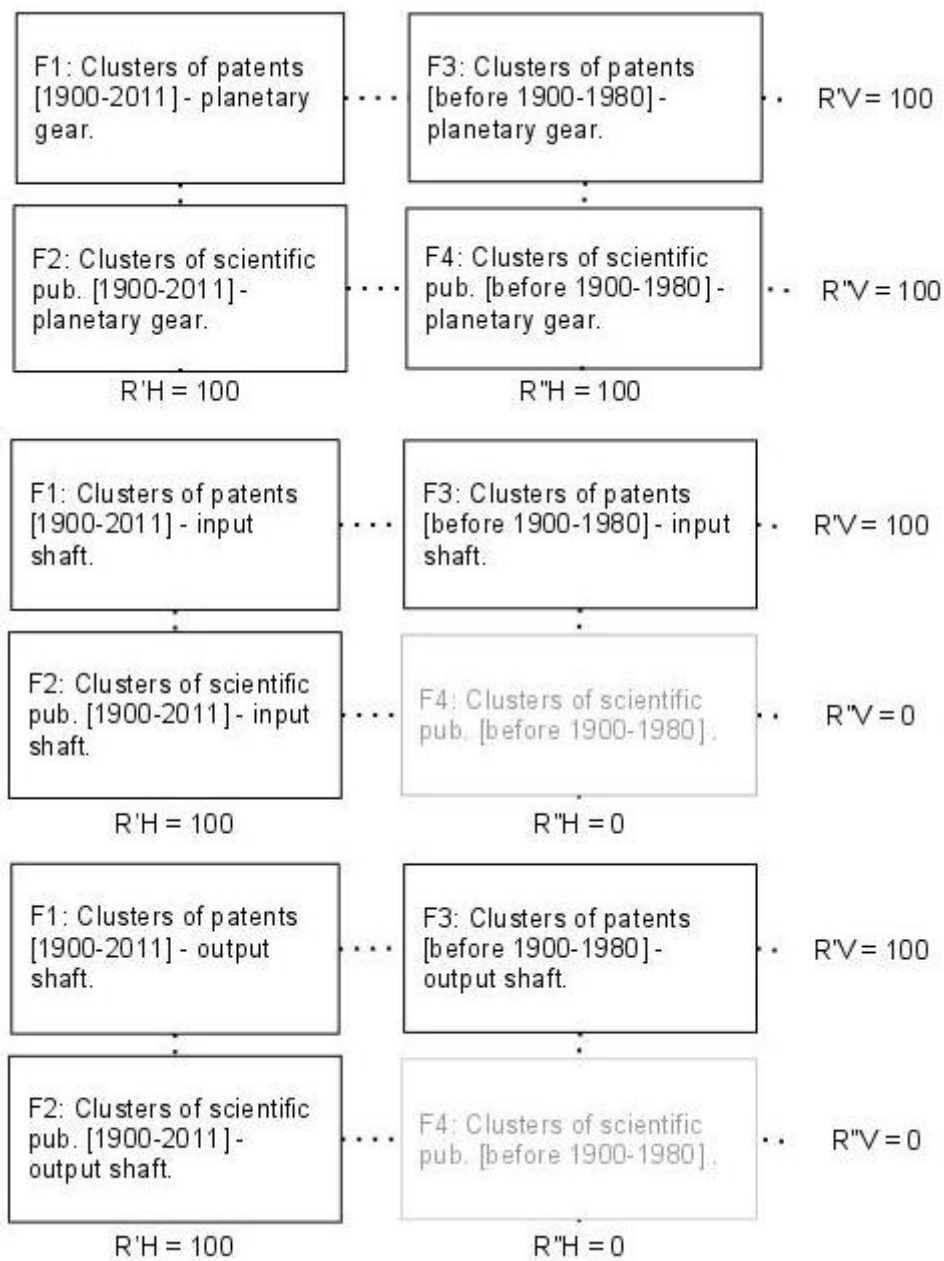 F1: Clusters of patents
[1900-2011] - planetary
gear.
F3: Clusters of patents
[before 1900-1980] -
planetary gear.
R'V = 100
F2: Clusters of scientific
pub. [1900-2011] -
planetary gear.
F4: Clusters of scientific
pub. [before 1900-1980] -
planetary gear.
R"V = 100
R'H = 100
R"H = 100
F1: Clusters of patents
[1900-2011] - input
shaft.
F3: Clusters of patents
[before 1900-1980] - input
shaft.
R'V = 100
F2: Clusters of scientific
pub. [1900-2011] - input
shaft.
F4: Clusters of scientific
pub. [before 1900-1980] .
R"V = 0
R'H = 100
R"H = 0
F1: Clusters of patents
[1900-2011] - output
shaft.
F3: Clusters of patents
[before 1900-1980] -
output shaft.
R'V = 100
F2: Clusters of scientific
pub. [1900-2011] -
output shaft.
F4: Clusters of scientific
pub. [before 1900-1980] .
R"V = 0
R'H = 100
R"H = 0